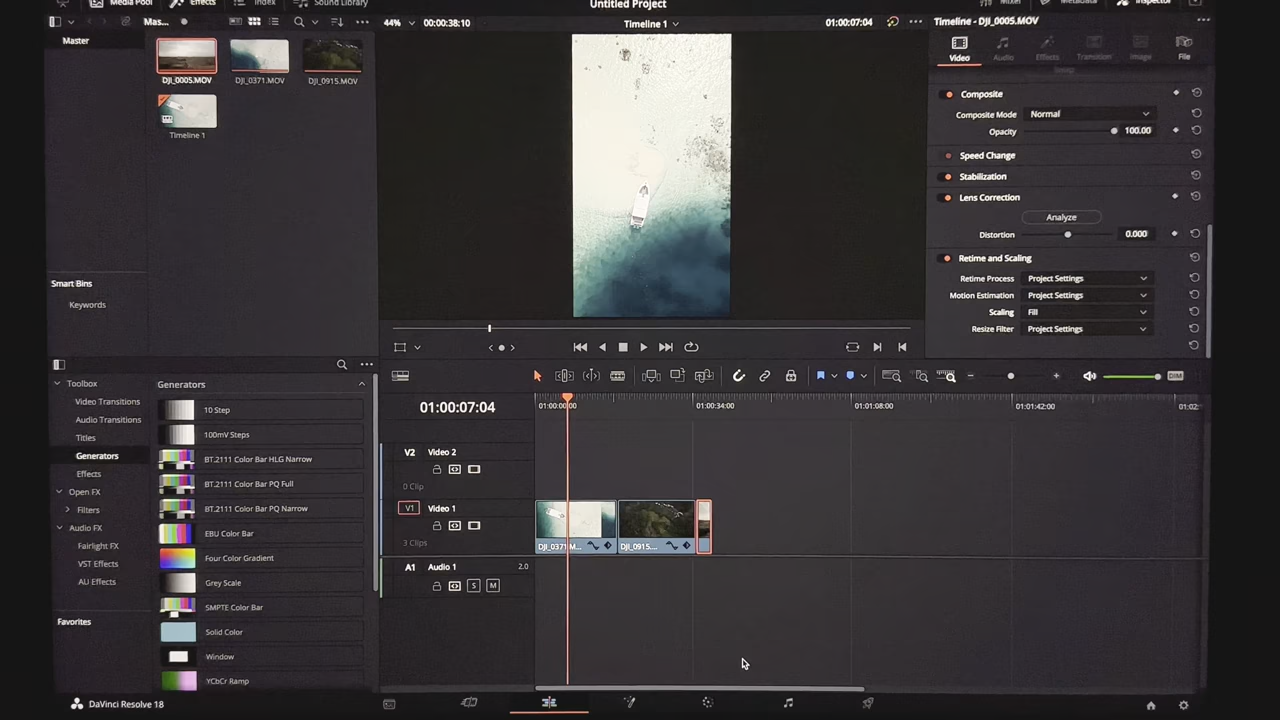 Untitled Project
Media Pool
Effects
Index
Sound Library
Mixer
Metadata
Inspector
Mas...
44%
00:00:38:10
Timeline 1
01:00:07:04
Timeline - DJI_0005.MOV
Master
DJI_0005.MOV
DJI_0371.MOV
DJI_0915.MOV
Timeline 1
Video
Audio
Effects
Transition
Image
File
Composite
Composite Mode
Normal
Opacity
100.00
Speed Change
Stabilization
Lens Correction
Analyze
Distortion
0.000
Retime and Scaling
Retime Process
Project Settings
Motion Estimation
Project Settings
Scaling
Fill
Resize Filter
Project Settings
Smart Bins
Keywords
Toolbox
Video Transitions
Audio Transitions
Titles
Generators
Effects
Open FX
Filters
Audio FX
Fairlight FX
VST Effects
AU Effects
Favorites
Generators
10 Step
100mV Steps
BT.2111 Color Bar HLG Narrow
BT.2111 Color Bar PQ Full
BT.2111 Color Bar PQ Narrow
EBU Color Bar
Four Color Gradient
Grey Scale
SMPTE Color Bar
Solid Color
Window
YCbCr Ramp
DIM
01:00:07:04
01:00:00:00
01:00:34:00
01:01:08:00
01:01:42:00
01:02:
V2
Video 2
0 Clip
V1
Video 1
3 Clips
DJI_0371.M...
DJI_0915....
A1
Audio 1
2.0
S
M
DaVinci Resolve 18